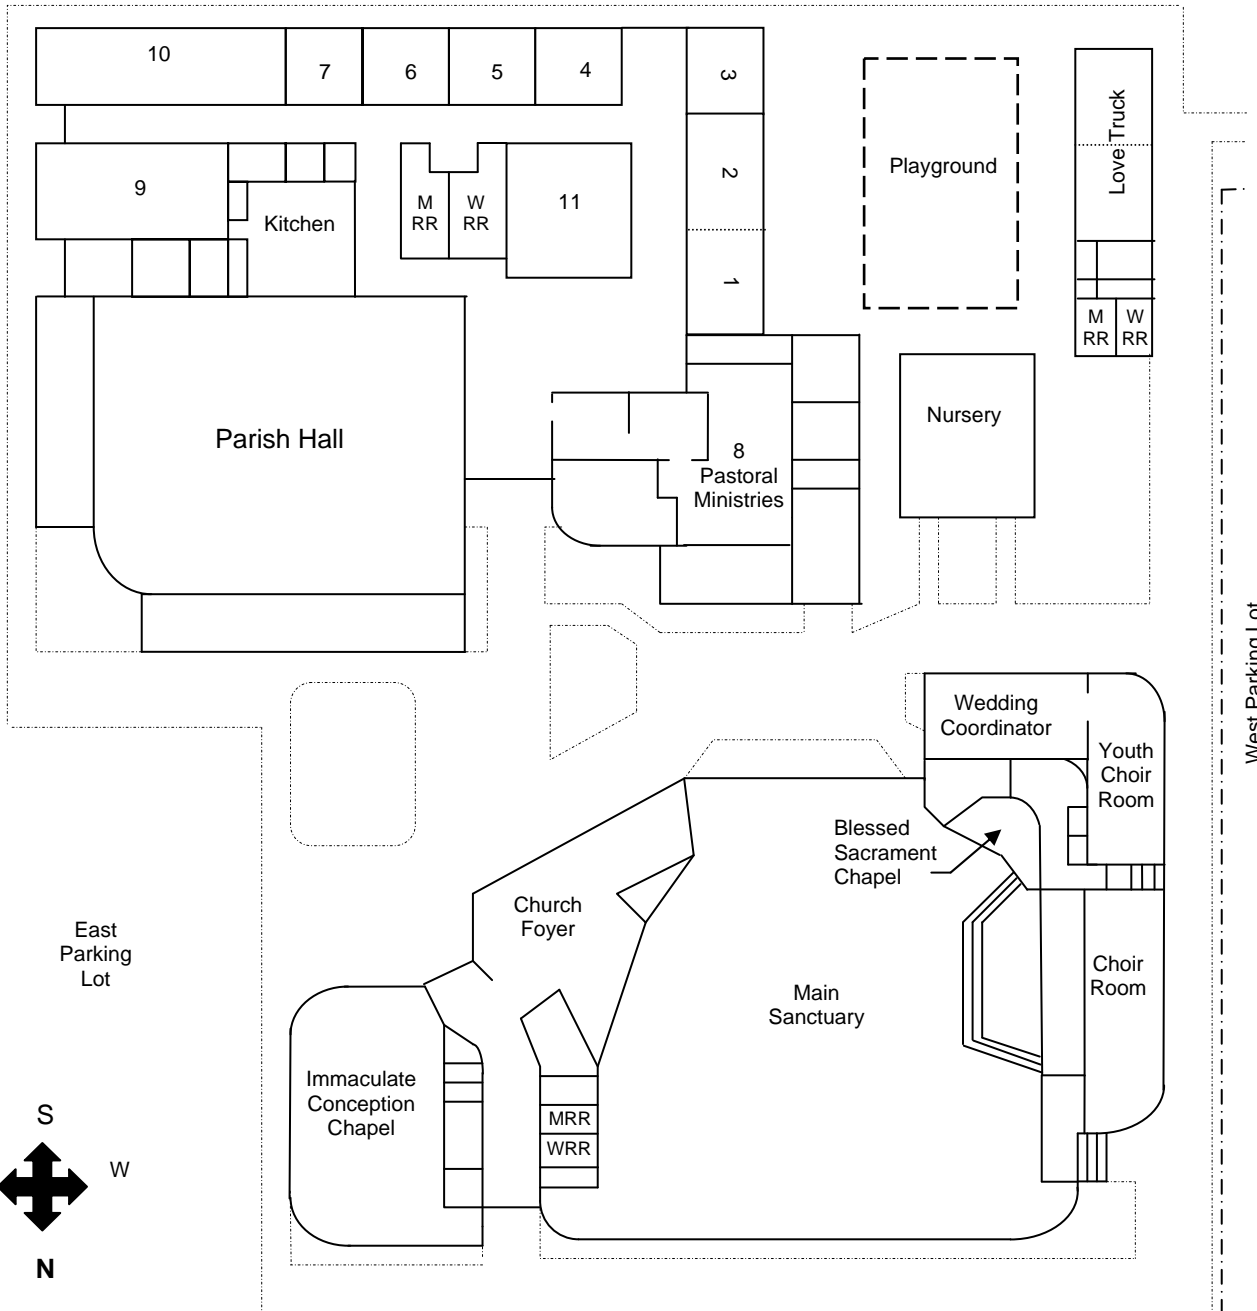 10
7
6
5
4
3
Love Truck
Playground
2
9
Kitchen
M
RR
W
RR
11
1
M
RR
W
RR
Parish Hall
Nursery
8
Pastoral
Ministries
West Parking Lot
Wedding
Coordinator
Youth
Choir
Room
Blessed
Sacrament
Chapel
Church
Foyer
East
Parking
Lot
Main
Sanctuary
Choir
Room
Immaculate
Conception
Chapel
MRR
WRR
S
W
N